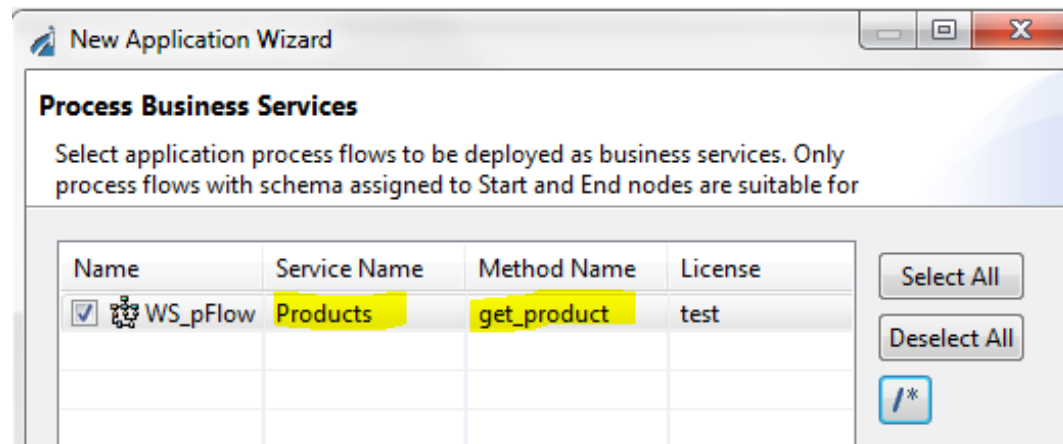 New Application Wizard
Process Business Services
Select application process flows to be deployed as business services. Only
process flows with schema assigned to Start and End nodes are suitable for
Name Service Name Method Name License
WS_pFlow Products get_product test
Select All
Deselect All
/*